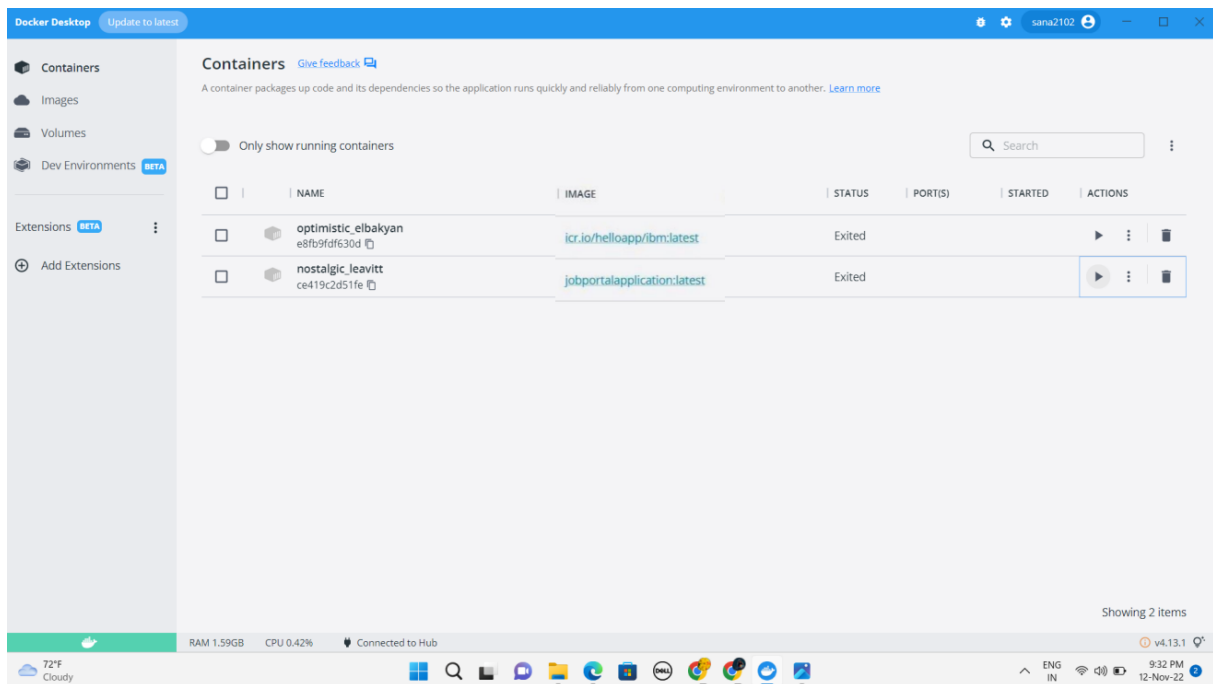 Docker Desktop Update to latest sana2102
Containers
Images
Volumes
Dev Environments BETA
Extensions BETA
Add Extensions
Containers Give feedback
A container packages up code and its dependencies so the application runs quickly and reliably from one computing environment to another. Learn more
Only show running containers Search
NAME IMAGE STATUS PORT(S) STARTED ACTIONS
optimistic_elbakyan icr.io/helloapp/ibm:latest Exited
e8fb9fdf630d
nostalgic_leavitt jobportalapplication:latest Exited
ce419c2d51fe
Showing 2 items
RAM 1.59GB CPU 0.42% Connected to Hub v4.13.1
72°F
Cloudy
DELL
ENG
IN
9:32 PM
12-Nov-22
2